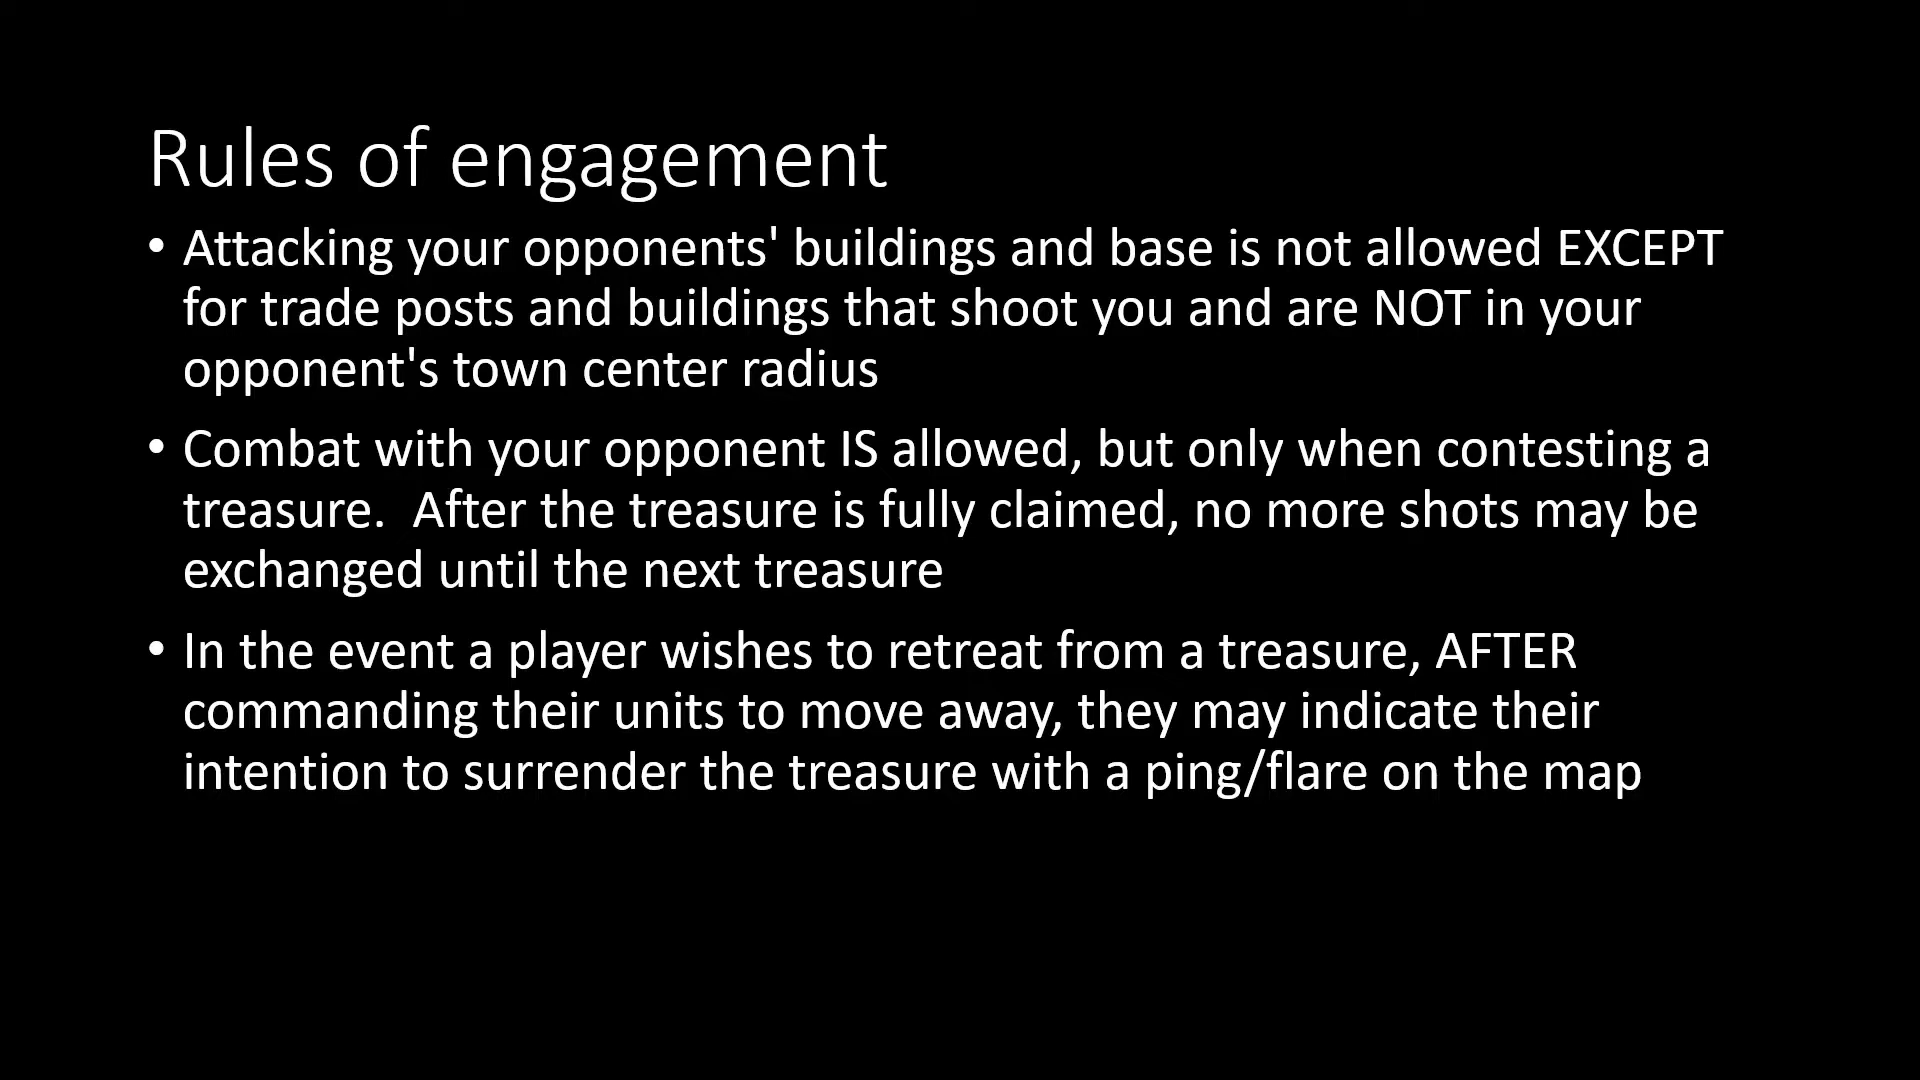 Rules of engagement
• Attacking your opponents' buildings and base is not allowed EXCEPT
for trade posts and buildings that shoot you and are NOT in your
opponent's town center radius
• Combat with your opponent IS allowed, but only when contesting a
treasure.  After the treasure is fully claimed, no more shots may be
exchanged until the next treasure
• In the event a player wishes to retreat from a treasure, AFTER
commanding their units to move away, they may indicate their
intention to surrender the treasure with a ping/flare on the map